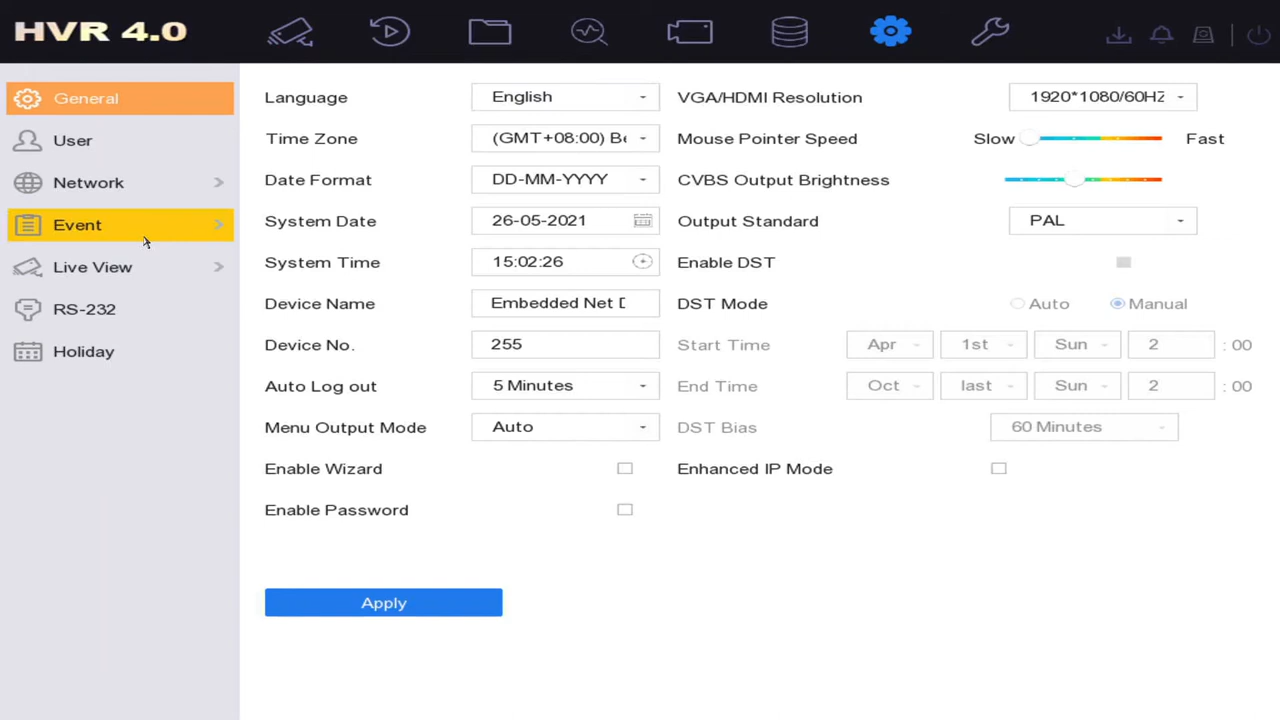 HVR 4.0
General
User
Network
Event
Live View
RS-232
Holiday
Language English VGA/HDMI Resolution 1920*1080/60HZ
Time Zone (GMT+08:00) Be Mouse Pointer Speed Slow Fast
Date Format DD-MM-YYYY CVBS Output Brightness
System Date 26-05-2021 Output Standard PAL
System Time 15:02:26 Enable DST
Device Name Embedded Net D DST Mode Auto Manual
Device No. 255 Start Time Apr 1st Sun 2 : 00
Auto Log out 5 Minutes End Time Oct last Sun 2 : 00
Menu Output Mode Auto DST Bias 60 Minutes
Enable Wizard Enhanced IP Mode
Enable Password
Apply